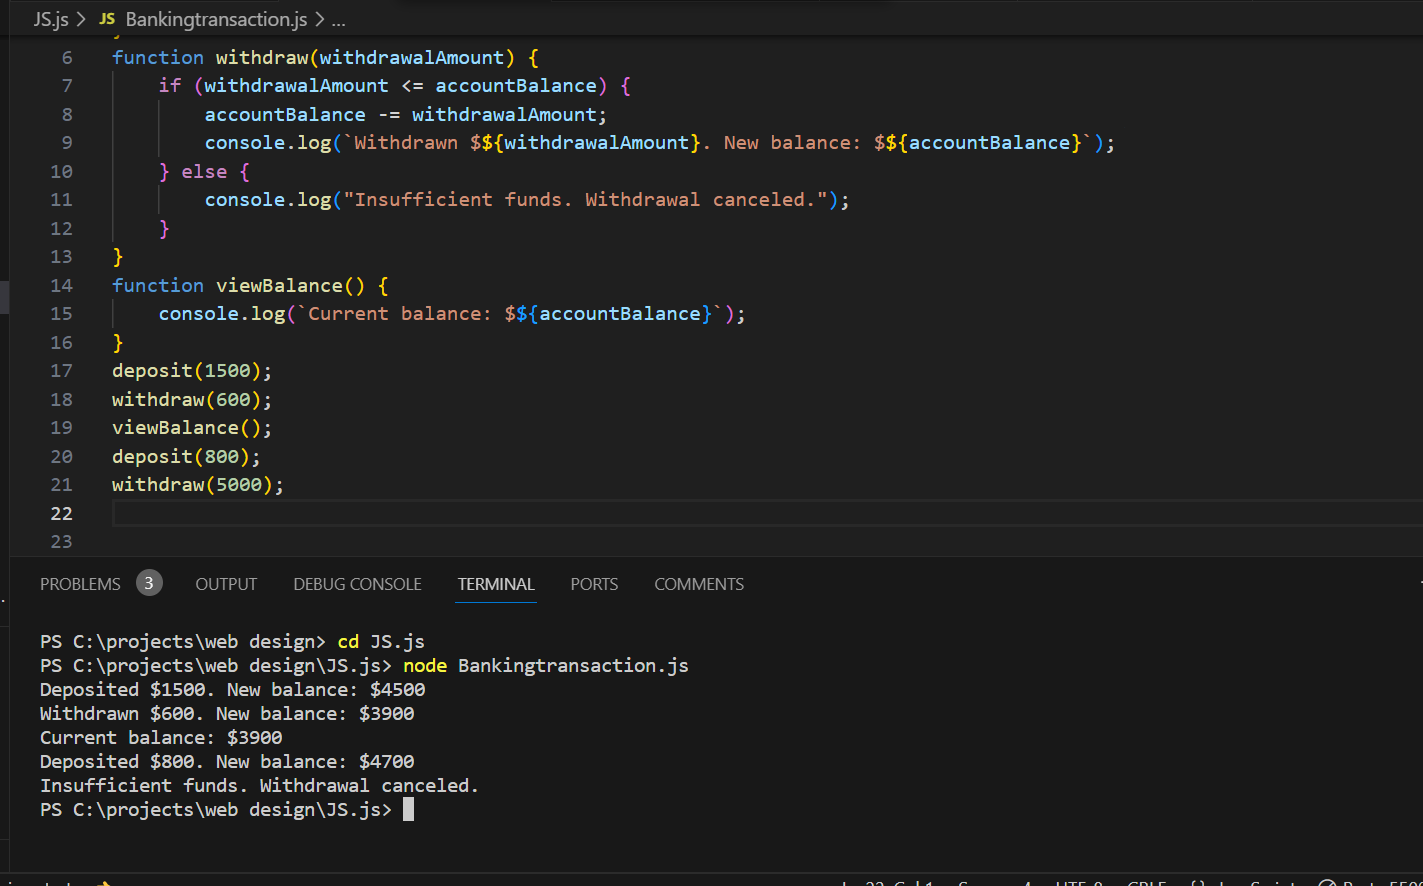 JS.js > JS Bankingtransaction.js > ...
6 function withdraw(withdrawalAmount) {
7 if (withdrawalAmount <= accountBalance) {
8 accountBalance -= withdrawalAmount;
9 console.log(`Withdrawn $${withdrawalAmount}. New balance: $${accountBalance}`);
10 } else {
11 console.log("Insufficient funds. Withdrawal canceled.");
12 }
13 }
14 function viewBalance() {
15 console.log(`Current balance: $${accountBalance}`);
16 }
17 deposit(1500);
18 withdraw(600);
19 viewBalance();
20 deposit(800);
21 withdraw(5000);
22
23
PROBLEMS 3 OUTPUT DEBUG CONSOLE TERMINAL PORTS COMMENTS
PS C:\projects\web design> cd JS.js
PS C:\projects\web design\JS.js> node Bankingtransaction.js
Deposited $1500. New balance: $4500
Withdrawn $600. New balance: $3900
Current balance: $3900
Deposited $800. New balance: $4700
Insufficient funds. Withdrawal canceled.
PS C:\projects\web design\JS.js>